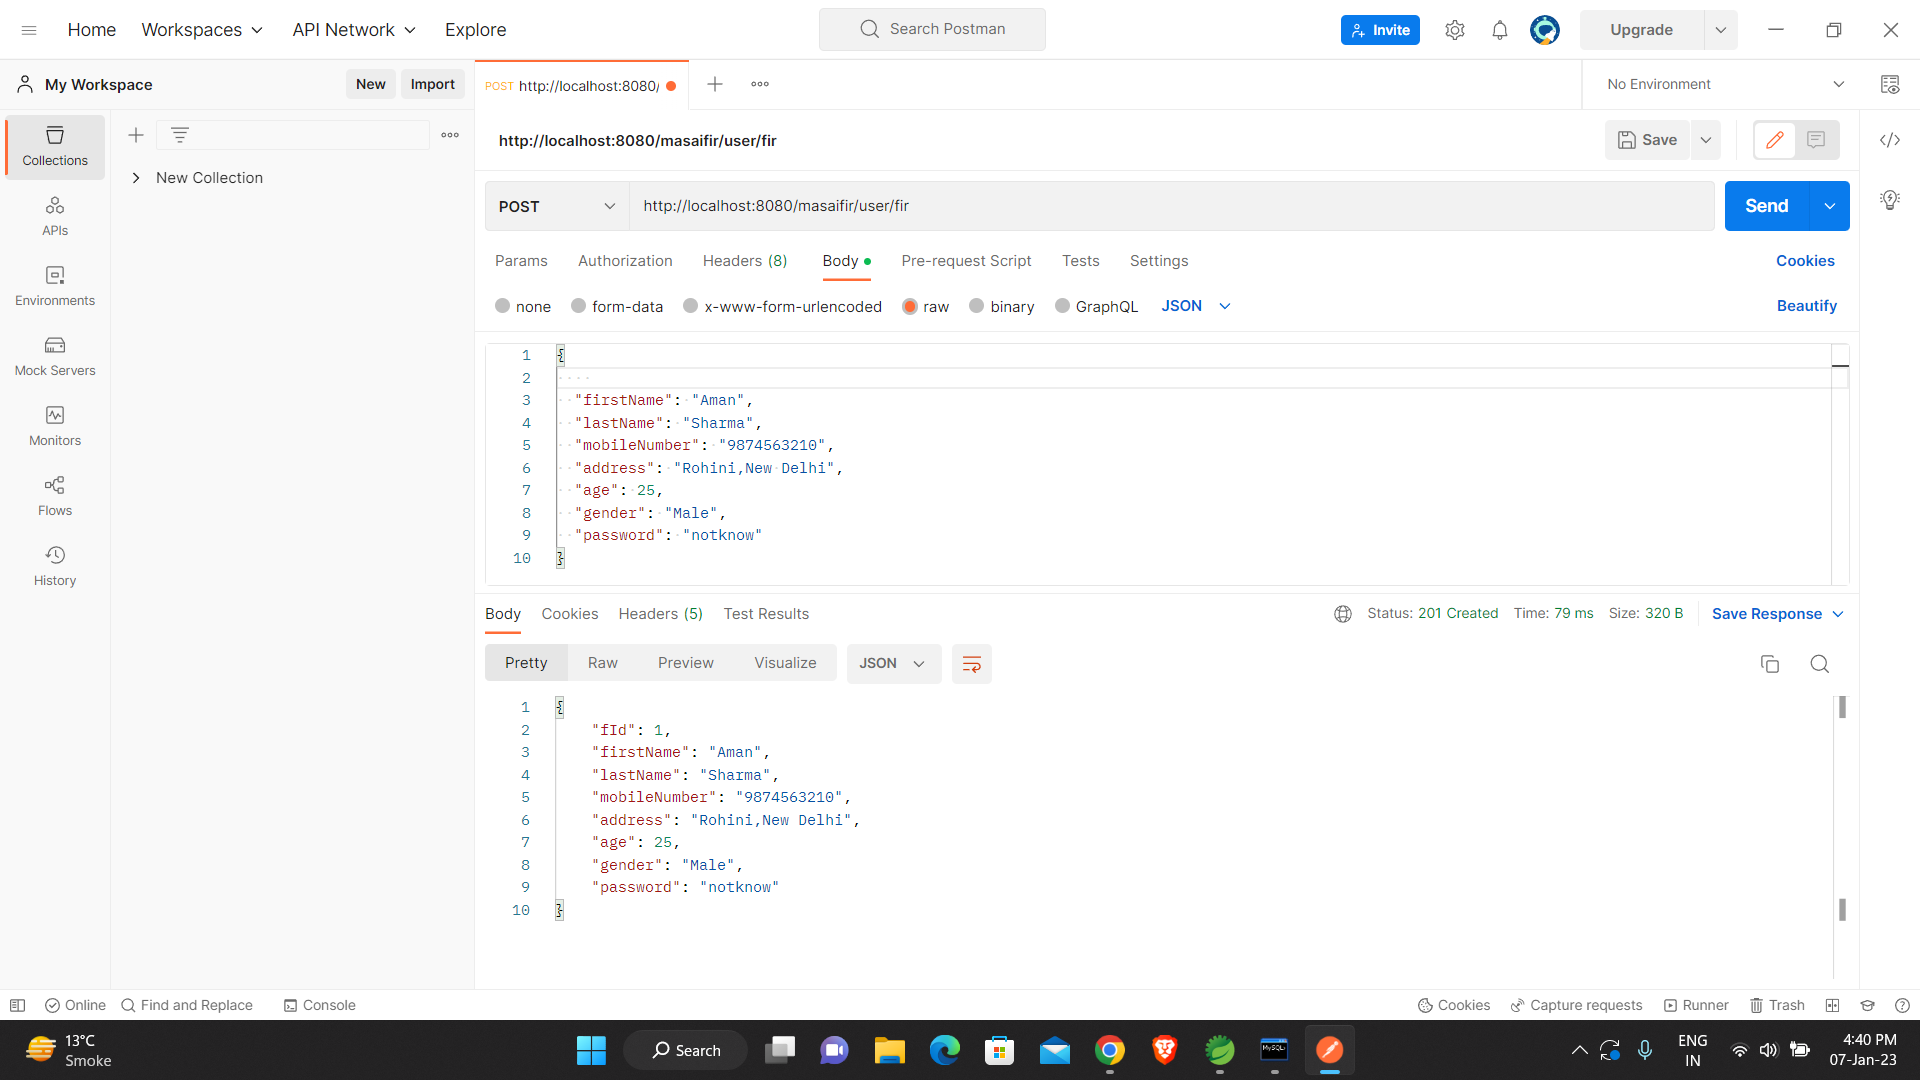 Home Workspaces API Network Explore Search Postman Invite Upgrade
My Workspace New Import POST http://localhost:8080/ No Environment
Collections
APIs
Environments
Mock Servers
Monitors
Flows
History
New Collection
http://localhost:8080/masaifir/user/fir Save
POST http://localhost:8080/masaifir/user/fir Send
Params Authorization Headers (8) Body Pre-request Script Tests Settings Cookies
none form-data x-www-form-urlencoded raw binary GraphQL JSON Beautify
1 {
2
3 "firstName": "Aman",
4 "lastName": "Sharma",
5 "mobileNumber": "9874563210",
6 "address": "Rohini,New Delhi",
7 "age": 25,
8 "gender": "Male",
9 "password": "notknow"
10 }
Body Cookies Headers (5) Test Results Status: 201 Created Time: 79 ms Size: 320 B Save Response
Pretty Raw Preview Visualize JSON
1 {
2 "fId": 1,
3 "firstName": "Aman",
4 "lastName": "Sharma",
5 "mobileNumber": "9874563210",
6 "address": "Rohini,New Delhi",
7 "age": 25,
8 "gender": "Male",
9 "password": "notknow"
10 }
Online Find and Replace Console Cookies Capture requests Runner Trash
13°C
Smoke
Search
MySQL
ENG
IN
4:40 PM
07-Jan-23